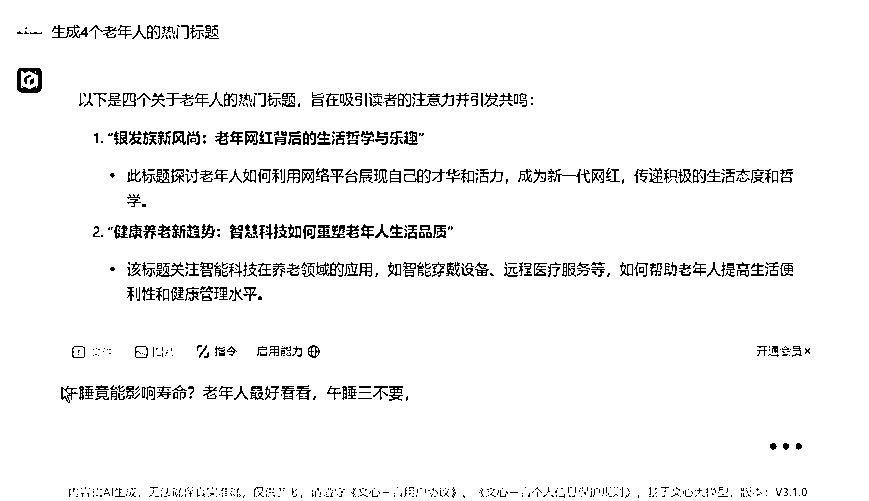 生成4个老年人的热门标题
以下是四个关于老年人的热门标题，旨在吸引读者的注意力并引发共鸣：
1. “银发族新风尚：老年网红背后的生活哲学与乐趣”
• 此标题探讨老年人如何利用网络平台展现自己的才华和活力，成为新一代网红，传递积极的生活态度和哲
学。
2. “健康养老新趋势：智慧科技如何重塑老年人生活品质”
• 该标题关注智能科技在养老领域的应用，如智能穿戴设备、远程医疗服务等，如何帮助老年人提高生活便
利性和健康管理水平。
指令 启用能力 开通会员×
午睡竟能影响寿命？老年人最好看看，午睡三不要，
V3.1.0